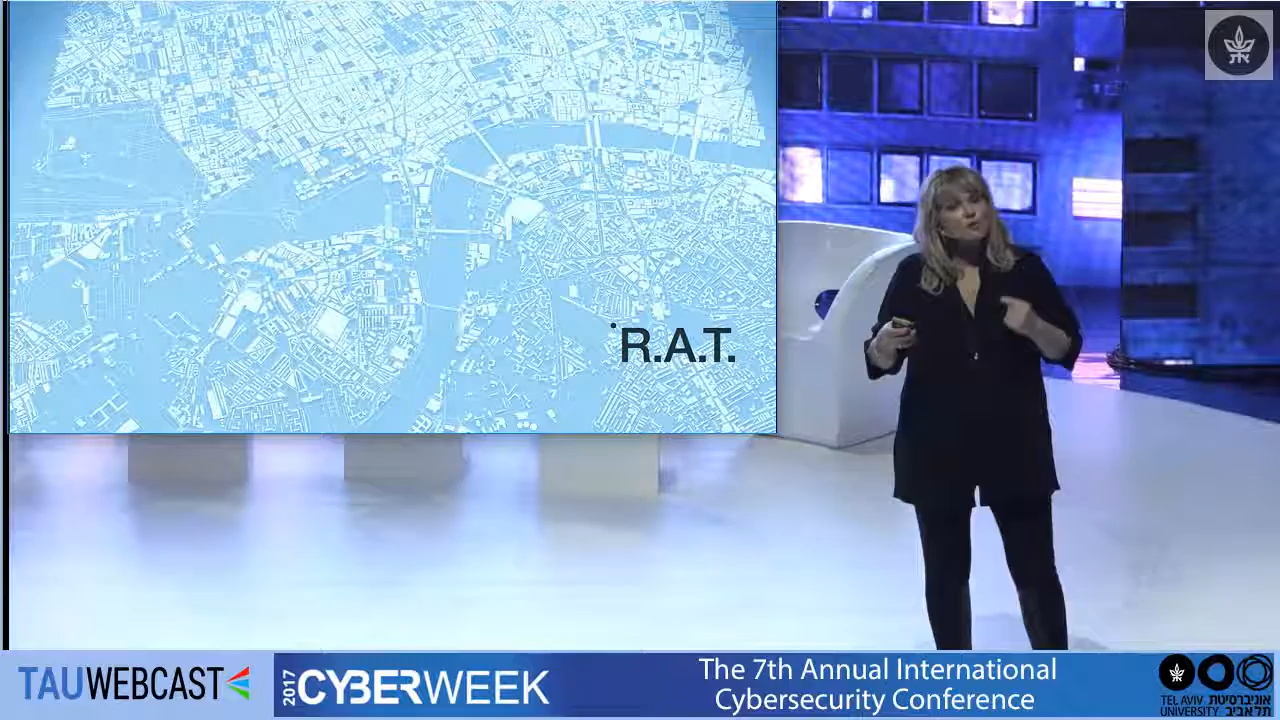 R.A.T.
TAUWEBCAST
2017 CYBERWEEK
The 7th Annual International
Cybersecurity Conference
TEL AVIV אוניברסיטת
UNIVERSITY תל אביב